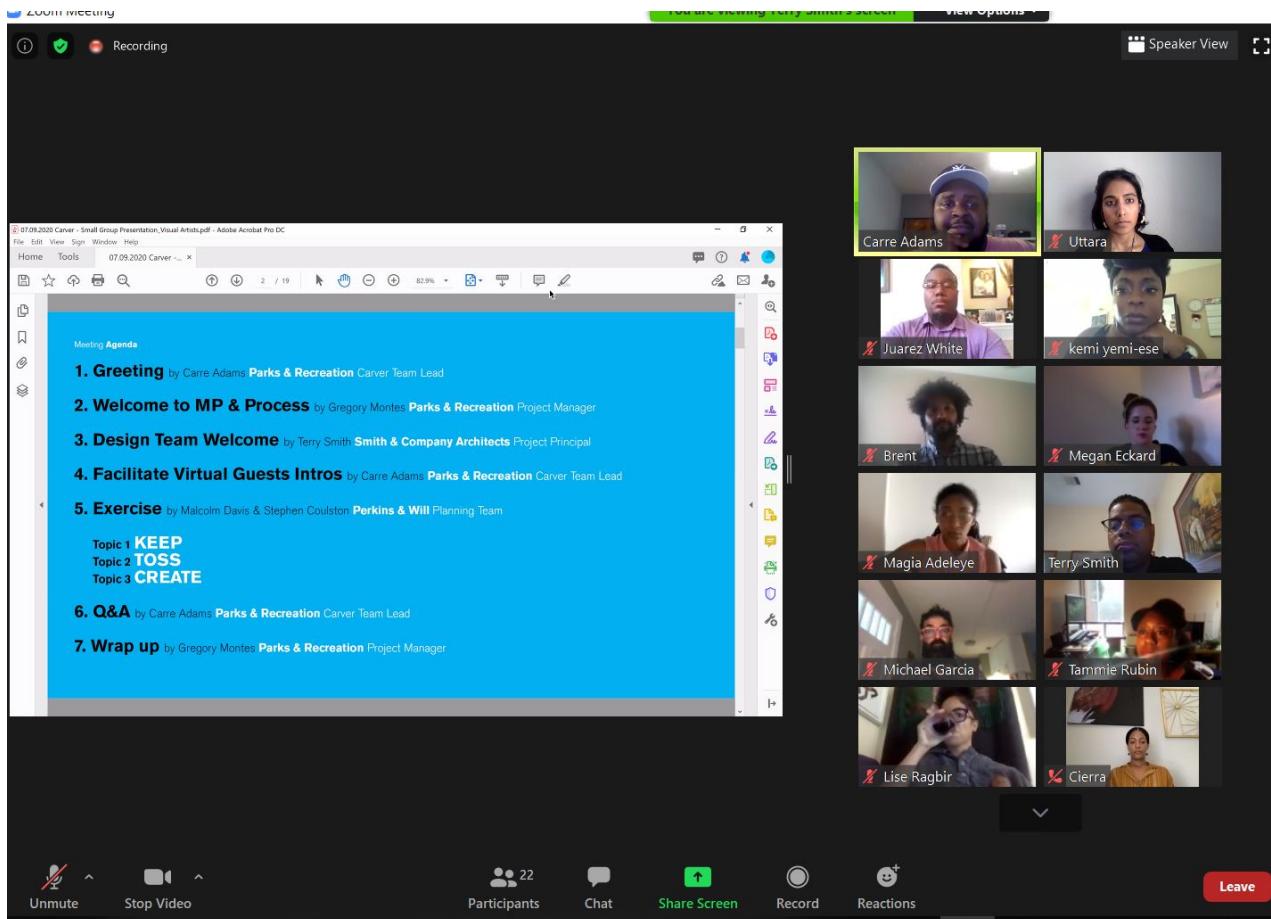 Zoom Meeting
You are viewing Terry Smith's screen View Options
Recording
Speaker View
07.09.2020 Carver - Small Group Presentation_Visual Artists.pdf - Adobe Acrobat Pro DC
File Edit View Sign Window Help
Home Tools 07.09.2020 Carver -... ×
2 / 19 82.9%
Meeting Agenda
1. Greeting by Carre Adams Parks & Recreation Carver Team Lead
2. Welcome to MP & Process by Gregory Montes Parks & Recreation Project Manager
3. Design Team Welcome by Terry Smith Smith & Company Architects Project Principal
4. Facilitate Virtual Guests Intros by Carre Adams Parks & Recreation Carver Team Lead
5. Exercise by Malcolm Davis & Stephen Coulston Perkins & Will Planning Team
Topic 1 KEEP
Topic 2 TOSS
Topic 3 CREATE
6. Q&A by Carre Adams Parks & Recreation Carver Team Lead
7. Wrap up by Gregory Montes Parks & Recreation Project Manager
Carre Adams
Uttara
Juarez White
kemi yemi-ese
Brent
Megan Eckard
Magia Adeleye
Terry Smith
Michael Garcia
Tammie Rubin
Lise Ragbir
Cierra
22
Unmute Stop Video Participants Chat Share Screen Record Reactions
Leave